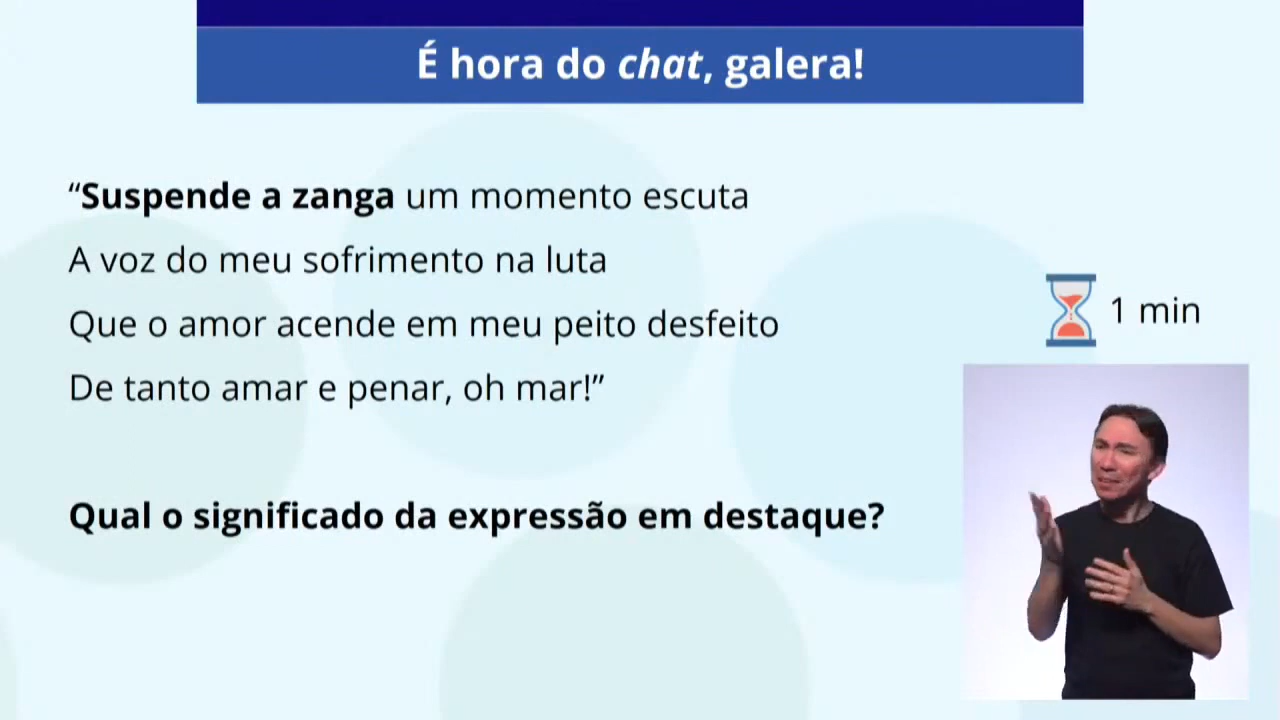 É hora do chat, galera!
“Suspende a zanga um momento escuta
A voz do meu sofrimento na luta
Que o amor acende em meu peito desfeito
De tanto amar e penar, oh mar!”
1 min
Qual o significado da expressão em destaque?